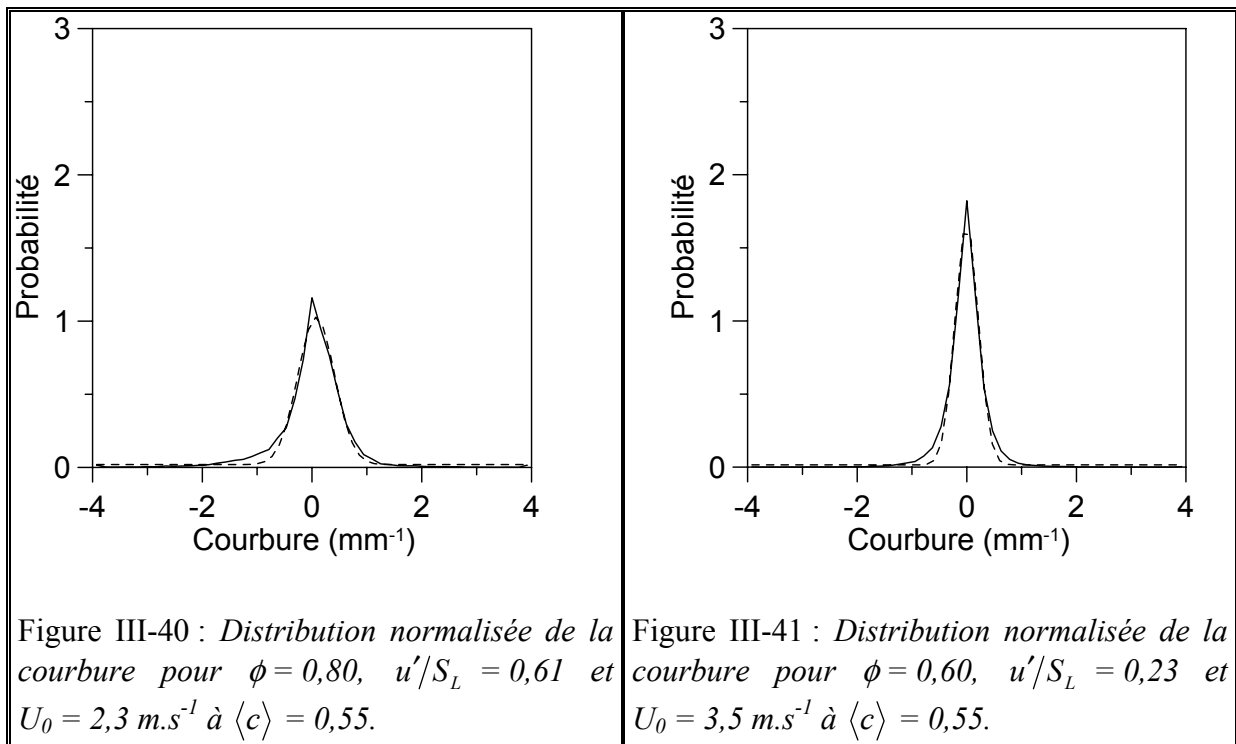 3
2
1
0
Probabilité
-4
-2
0
2
4
Courbure (mm⁻¹)
Figure III-40 : Distribution normalisée de la
courbure pour ϕ = 0,80, u′/S_L = 0,61 et
U₀ = 2,3 m.s⁻¹ à ⟨c⟩ = 0,55.
3
2
1
0
Probabilité
-4
-2
0
2
4
Courbure (mm⁻¹)
Figure III-41 : Distribution normalisée de la
courbure pour ϕ = 0,60, u′/S_L = 0,23 et
U₀ = 3,5 m.s⁻¹ à ⟨c⟩ = 0,55.